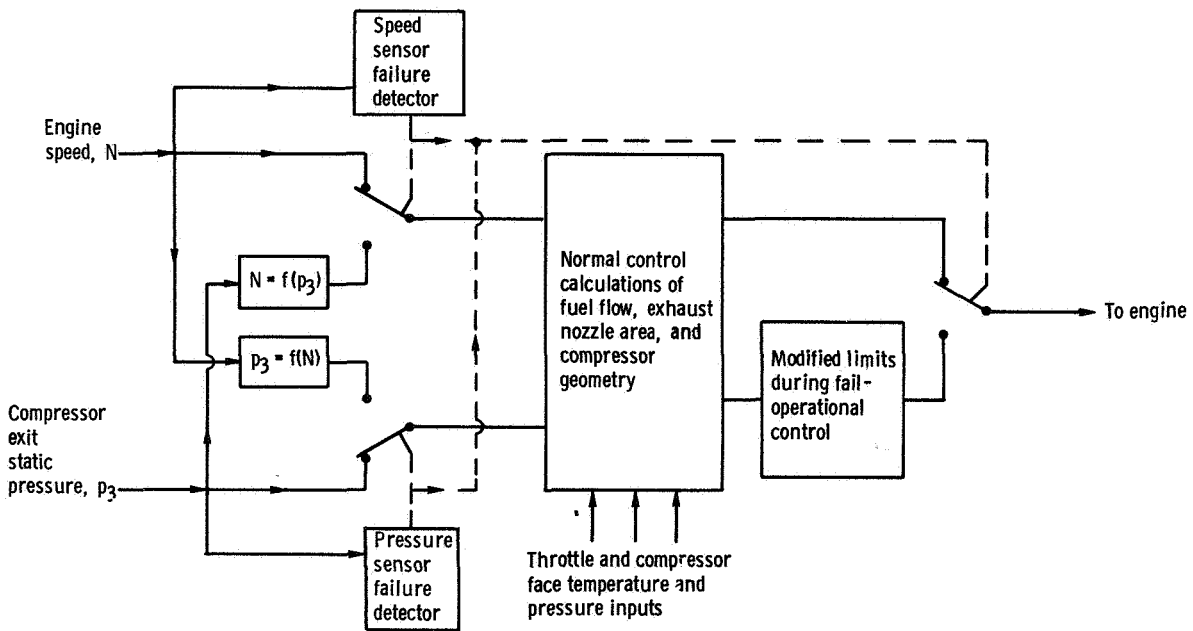 Speed
sensor
failure
detector
Engine
speed, N
N = f(p3)
p3 = f(N)
Compressor
exit
static
pressure, p3
Pressure
sensor
failure
detector
Normal control
calculations of
fuel flow, exhaust
nozzle area, and
compressor
geometry
Throttle and compressor
face temperature and
pressure inputs
Modified limits
during fail-
operational
control
To engine